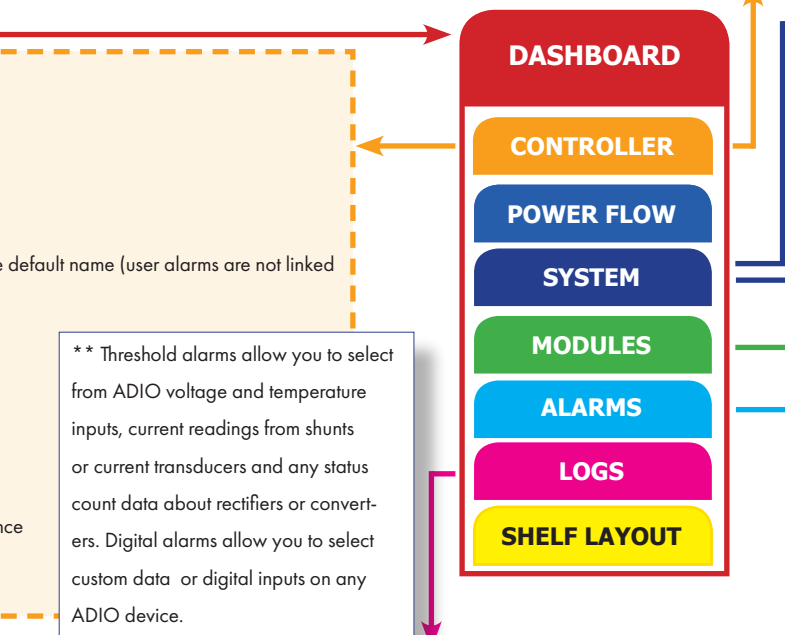 e default name (user alarms are not linked
nce
** Threshold alarms allow you to select
from ADIO voltage and temperature
inputs, current readings from shunts
or current transducers and any status
count data about rectifiers or convert-
ers. Digital alarms allow you to select
custom data or digital inputs on any
ADIO device.
DASHBOARD
CONTROLLER
POWER FLOW
SYSTEM
MODULES
ALARMS
LOGS
SHELF LAYOUT